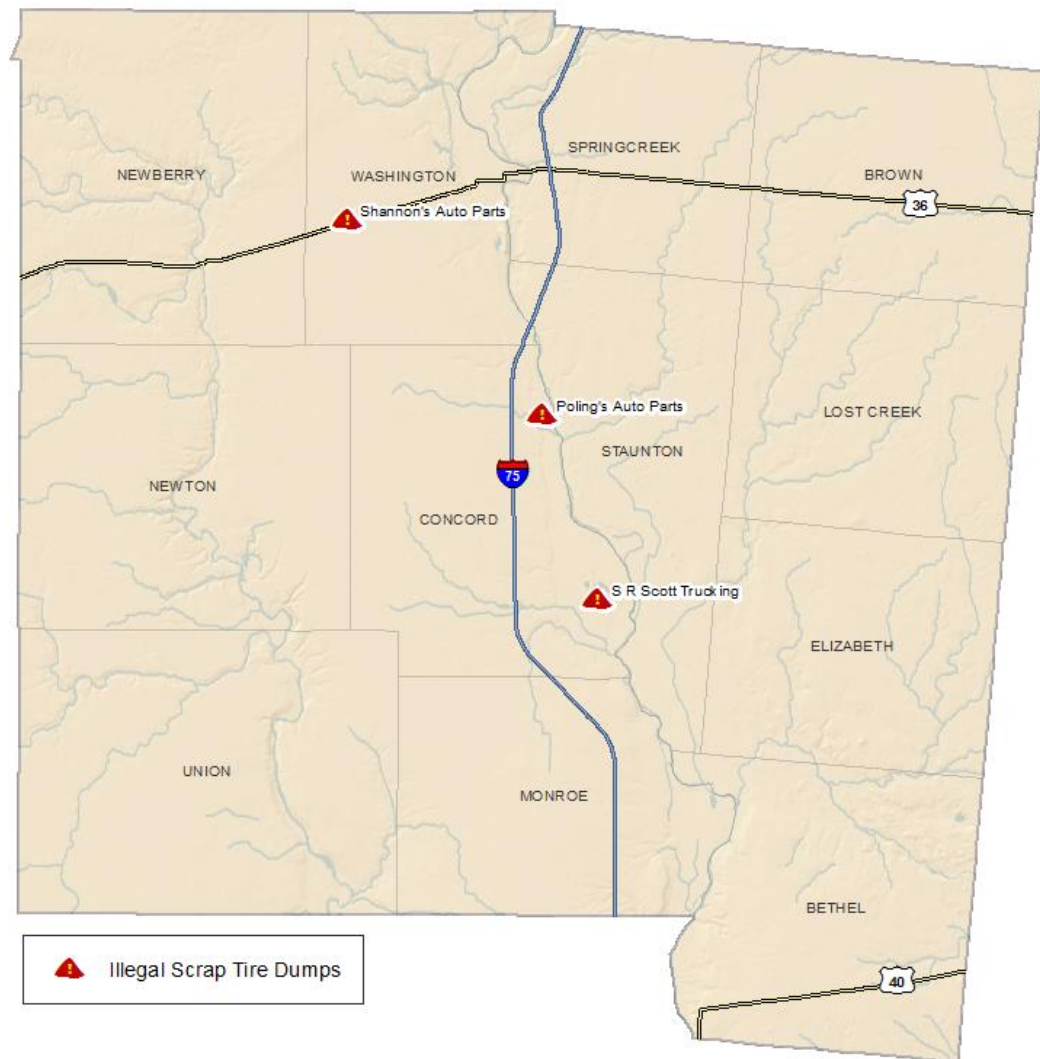 SPRINGCREEK
NEWBERRY
WASHINGTON
BROWN
36
Shannon's Auto Parts
Poling's Auto Parts
LOST CREEK
STAUNTON
75
NEWTON
CONCORD
S R Scott Trucking
ELIZABETH
UNION
MONROE
BETHEL
Illegal Scrap Tire Dumps
40